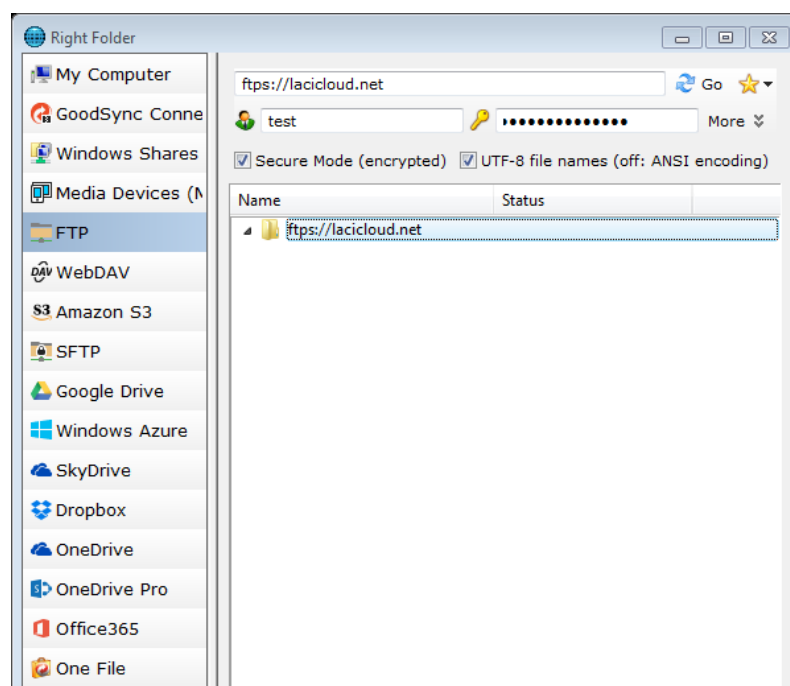 Right Folder
My Computer
GoodSync Conne
Windows Shares
Media Devices (M
FTP
WebDAV
Amazon S3
SFTP
Google Drive
Windows Azure
SkyDrive
Dropbox
OneDrive
OneDrive Pro
Office365
One File
ftps://lacicloud.net Go
test •••••••••••••• More
Secure Mode (encrypted) UTF-8 file names (off: ANSI encoding)
Name Status
ftps://lacicloud.net